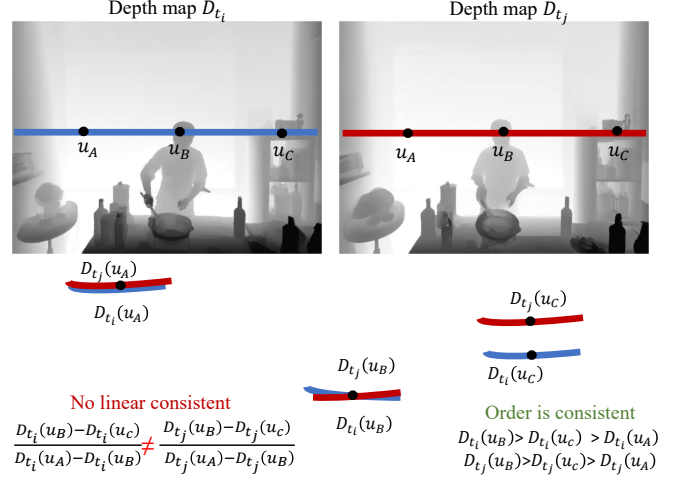 Depth map D_{t_i}
Depth map D_{t_j}
u_A
u_B
u_C
u_A
u_B
u_C
D_{t_j}(u_A)
D_{t_i}(u_A)
D_{t_j}(u_C)
D_{t_i}(u_C)
D_{t_j}(u_B)
D_{t_i}(u_B)
No linear consistent
\frac{D_{t_i}(u_B)-D_{t_i}(u_C)}{D_{t_i}(u_A)-D_{t_i}(u_B)} ≠ \frac{D_{t_j}(u_B)-D_{t_j}(u_C)}{D_{t_j}(u_A)-D_{t_j}(u_B)}
Order is consistent
D_{t_i}(u_B)> D_{t_i}(u_C) > D_{t_i}(u_A)
D_{t_j}(u_B)>D_{t_j}(u_C)> D_{t_j}(u_A)